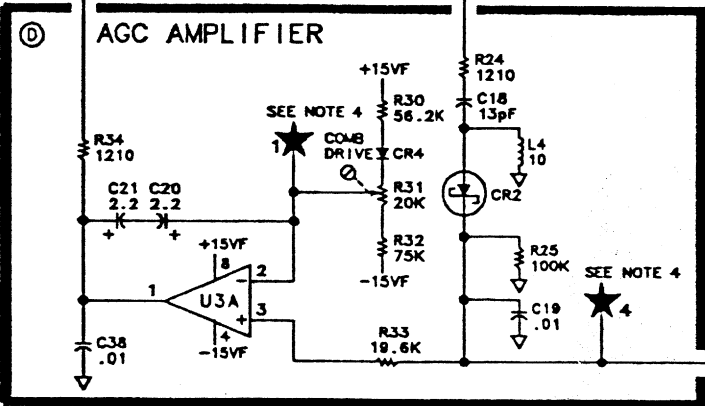 D AGC AMPLIFIER
R24
1210
+15VF
C18
13pF
R30
56.2K
SEE NOTE 4
1
COMB
DRIVE
CR4
L4
10
R34
1210
CR2
R31
20K
C21 C20
2.2 2.2
+ +
R32
75K
R25
100K
+15VF
8
-15VF
SEE NOTE 4
4
2
-
1
U3A
3
+
4
-15VF
C19
.01
R33
19.6K
C38
.01